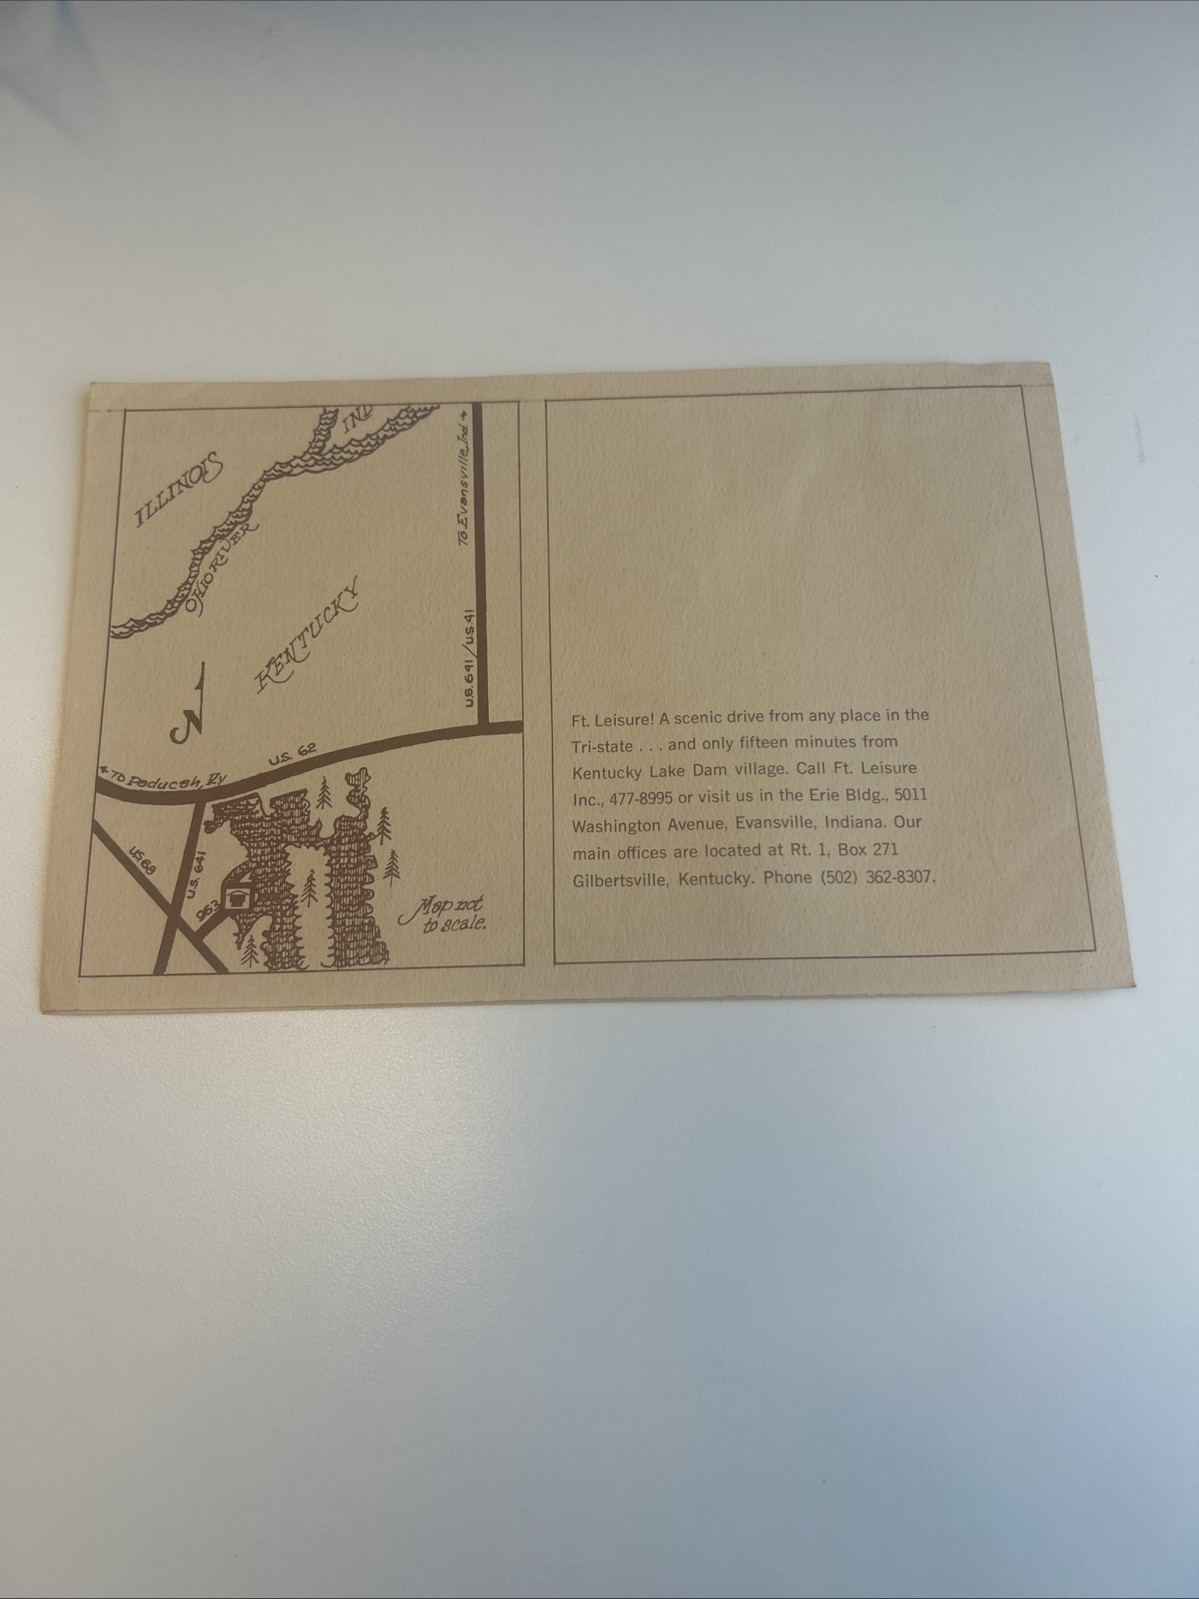 ILLINOIS
IND
OHIO RIVER
KENTUCKY
To Evansville, Ind
U.S. 641/U.S. 41
N
U.S. 62
To Paducah, Ky
US 68
U.S. 641
963
Map not
to scale.
Ft. Leisure! A scenic drive from any place in the
Tri-state . . . and only fifteen minutes from
Kentucky Lake Dam village. Call Ft. Leisure
Inc., 477-8995 or visit us in the Erie Bldg., 5011
Washington Avenue, Evansville, Indiana. Our
main offices are located at Rt. 1, Box 271
Gilbertsville, Kentucky. Phone (502) 362-8307.